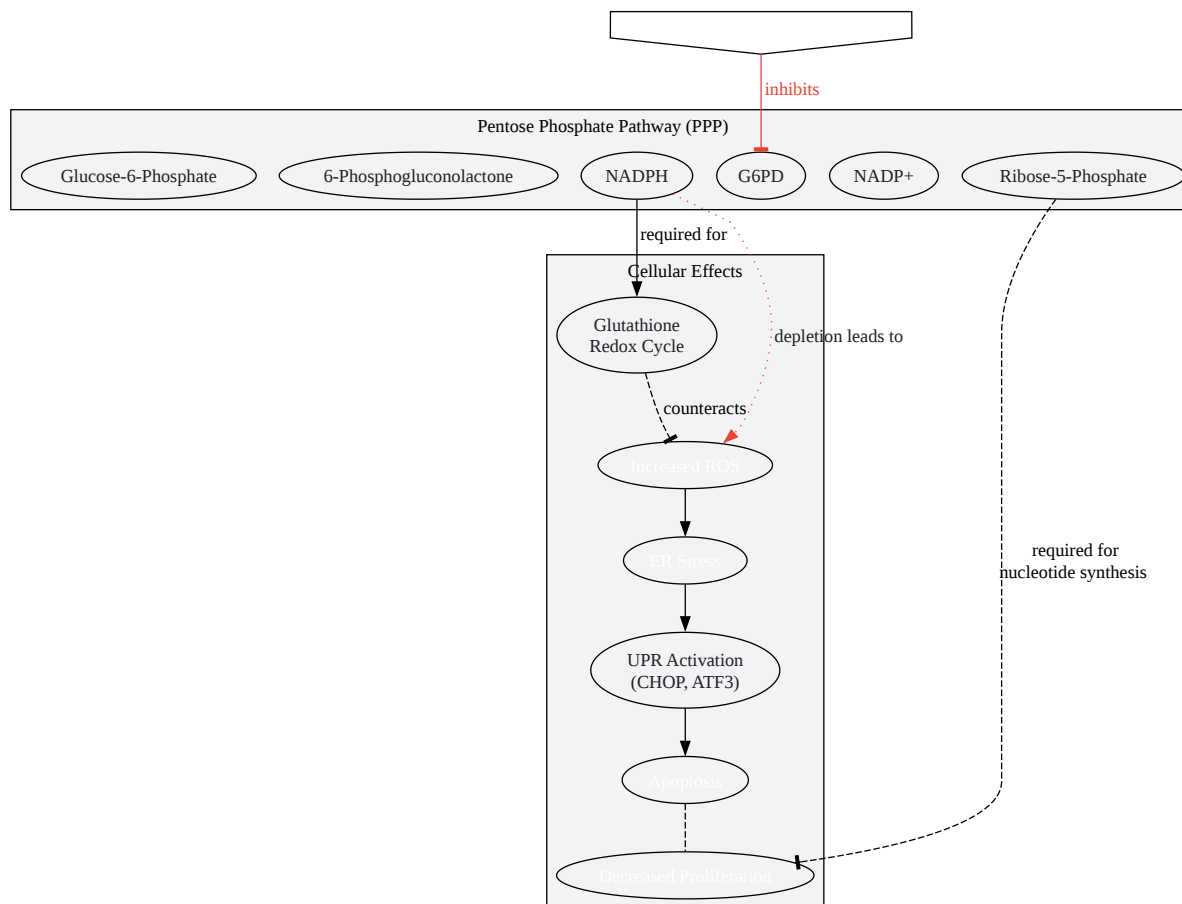 inhibits
Pentose Phosphate Pathway (PPP)
Glucose-6-Phosphate
6-Phosphogluconolactone
NADPH
G6PD
NADP+
Ribose-5-Phosphate
required for
Cellular Effects
Glutathione
Redox Cycle
depletion leads to
counteracts
Increased ROS
ER Stress
required for
nucleotide synthesis
UPR Activation
(CHOP, ATF3)
Apoptosis
Decreased Proliferation